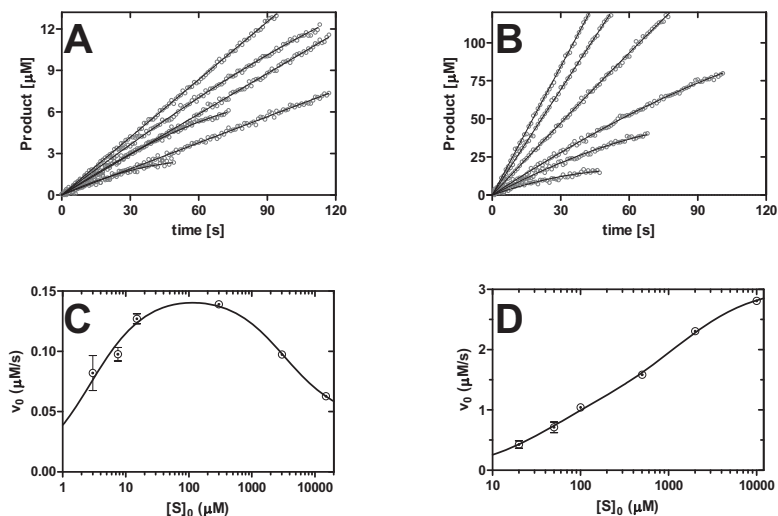 A
Product [µM]
12
9
6
3
0
0 30 60 90 120
time [s]
B
Product [µM]
100
75
50
25
0
0 30 60 90 120
time [s]
C
v0 (µM/s)
0.15
0.10
0.05
0.00
1 10 100 1000 10000
[S]0 (µM)
D
v0 (µM/s)
3
2
1
0
10 100 1000 10000
[S]0 (µM)